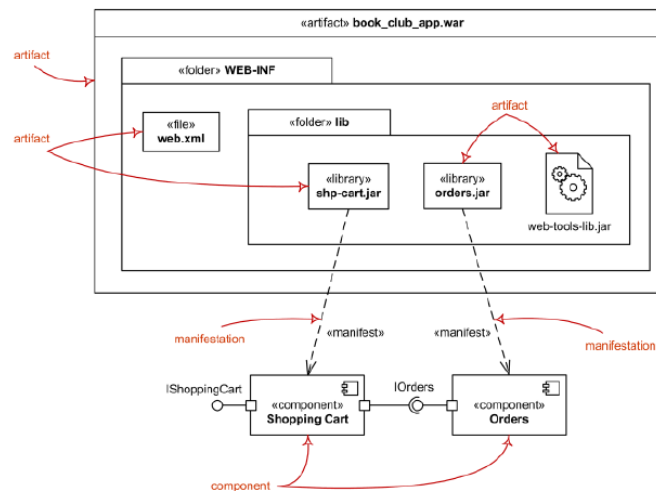 «artifact» book_club_app.war
artifact
«folder» WEB-INF
artifact
«folder» lib
artifact
«file»
web.xml
«library»
shp-cart.jar
«library»
orders.jar
web-tools-lib.jar
manifestation
«manifest»
«manifest»
manifestation
IShoppingCart
IOrders
«component»
Shopping Cart
«component»
Orders
component